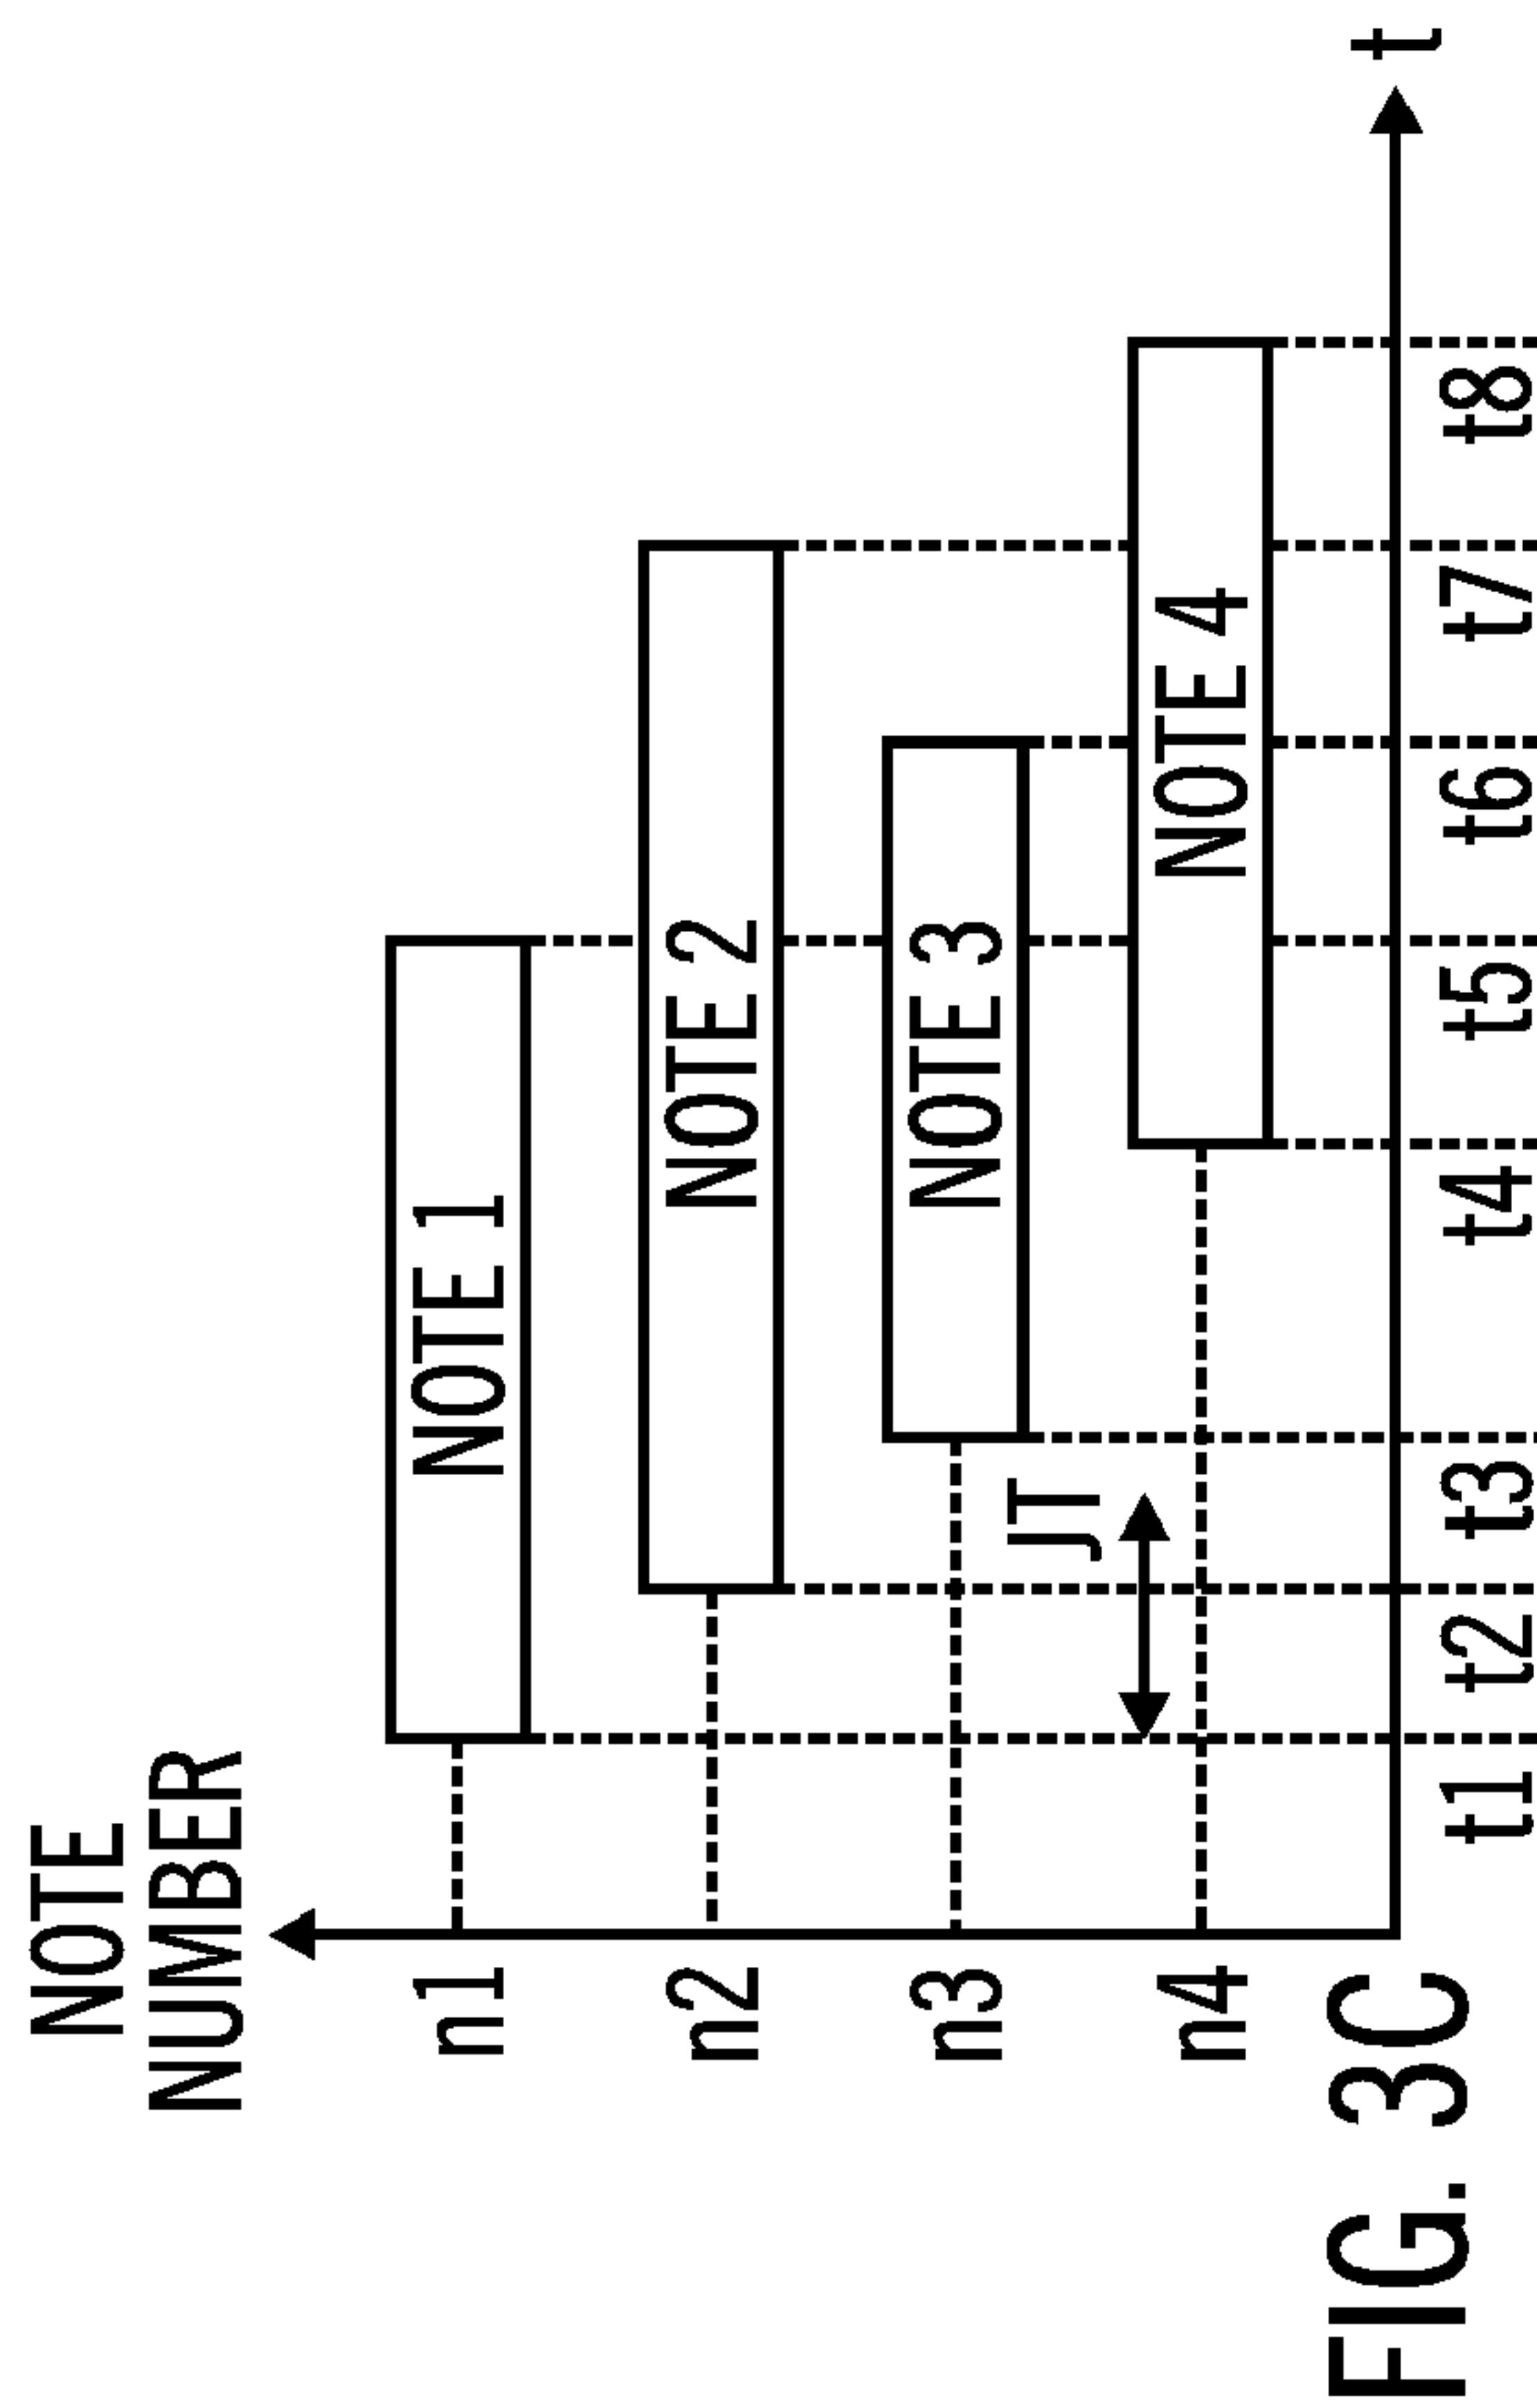 NOTE
NUMBER
n1
NOTE 1
n2
NOTE 2
n3
NOTE 3
JT
n4
NOTE 4
t
t1 t2 t3 t4 t5 t6 t7 t8
FIG. 3C